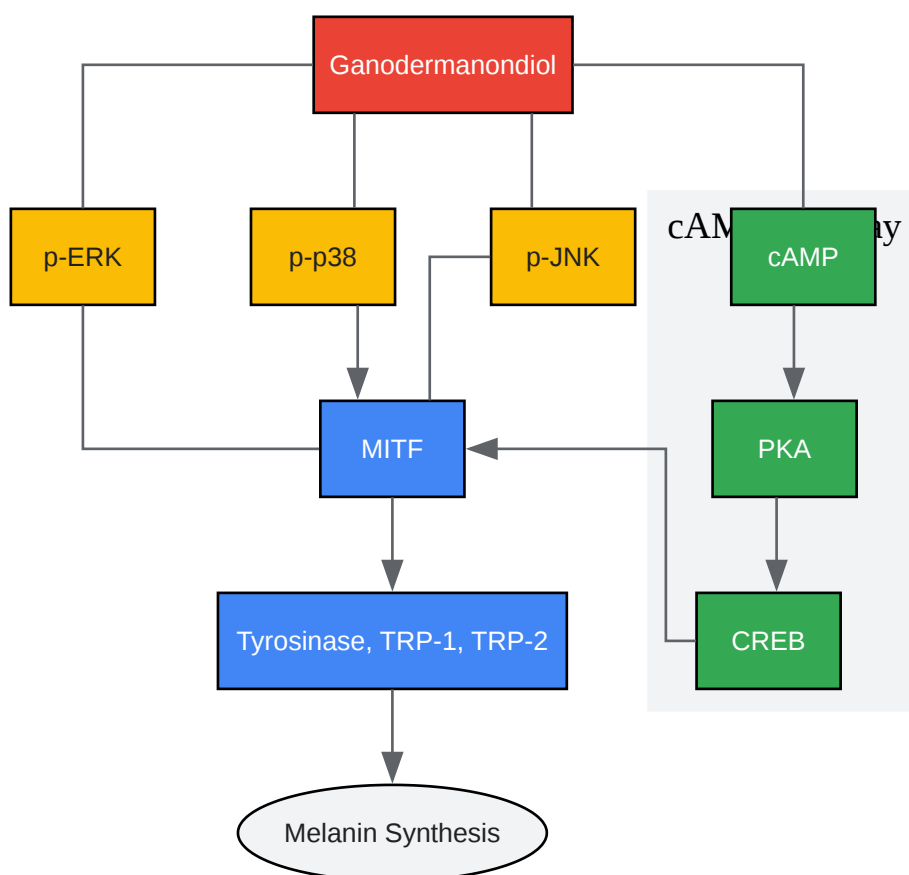 Ganodermanondiol
p-ERK
p-p38
p-JNK
cAMP
MITF
PKA
Tyrosinase, TRP-1, TRP-2
CREB
Melanin Synthesis